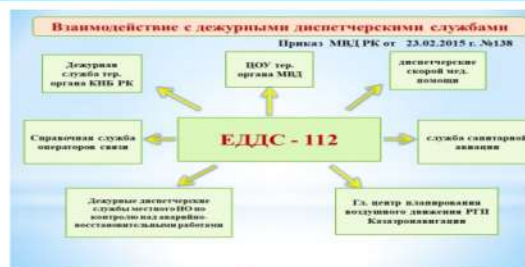 Взаимодействие с дежурными диспетчерскими службами
Приказ МВД РК от 23.02.2015 г. №138
Дежурная
служба тер.
органа КНБ РК
ЦОУ тер.
органа МВД
диспетчерские
скорой мед.
помощи
Справочная служба
операторов связи
ЕДДС - 112
служба санитарной
авиации
Дежурные диспетчерские
службы местного ИО по
контролю над аварийно-
восстановительными работами
Гл. центр планирования
воздушного движения РГП
Казаэронавигации